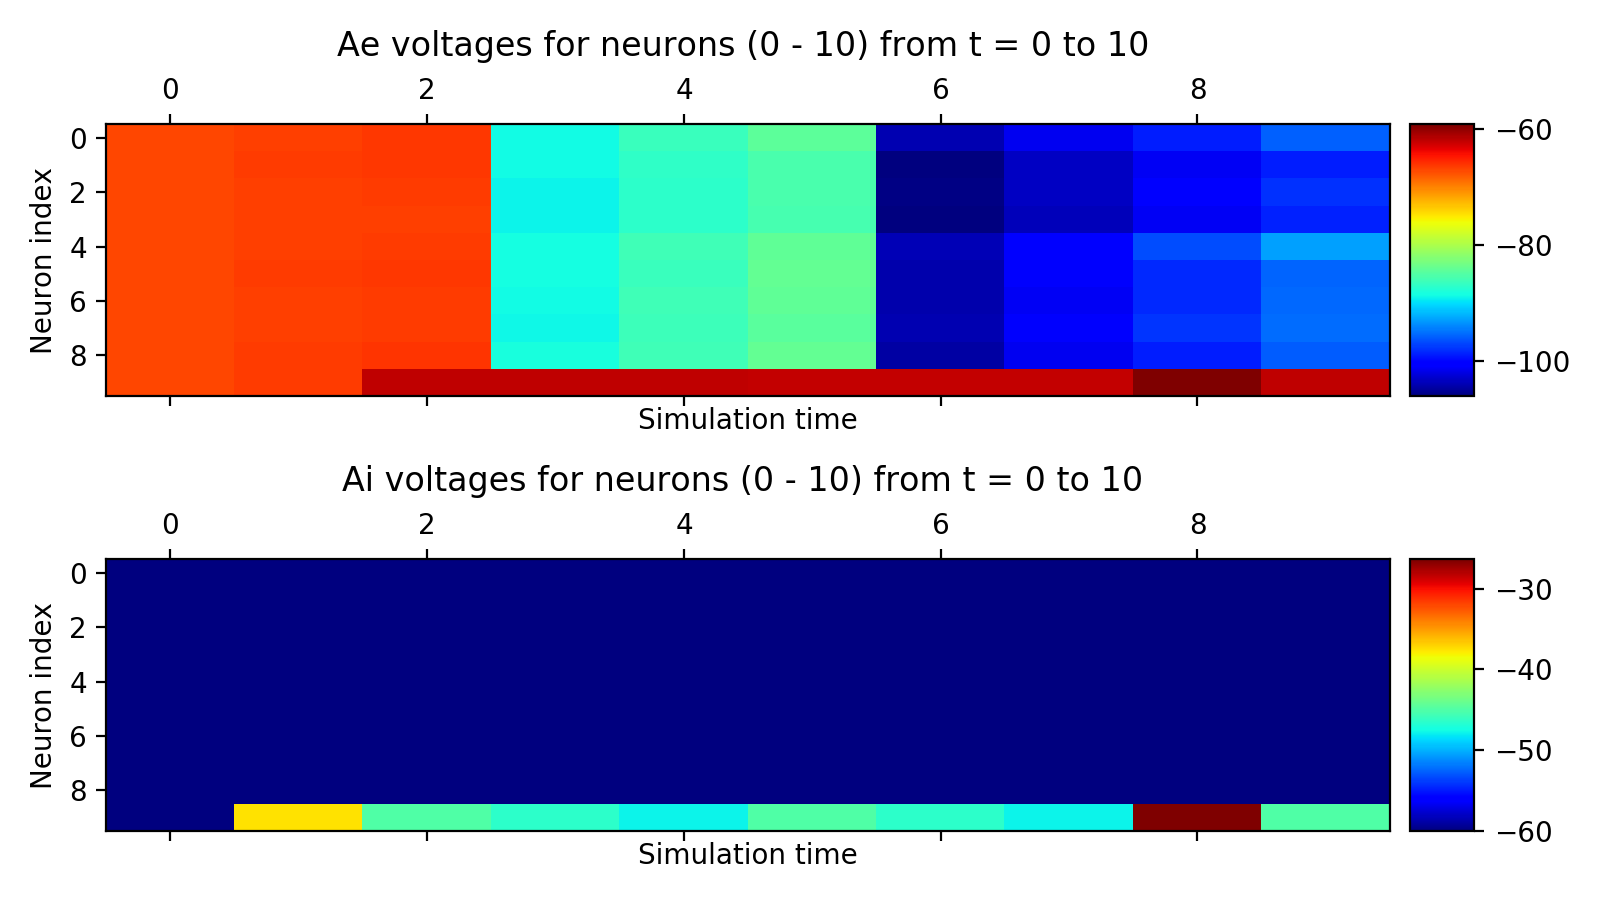 Ae voltages for neurons (0 - 10) from t = 0 to 10
0 2 4 6 8
Neuron index
0
2
4
6
8
−60
−80
−100
Simulation time
Ai voltages for neurons (0 - 10) from t = 0 to 10
0 2 4 6 8
Neuron index
0
2
4
6
8
−30
−40
−50
−60
Simulation time